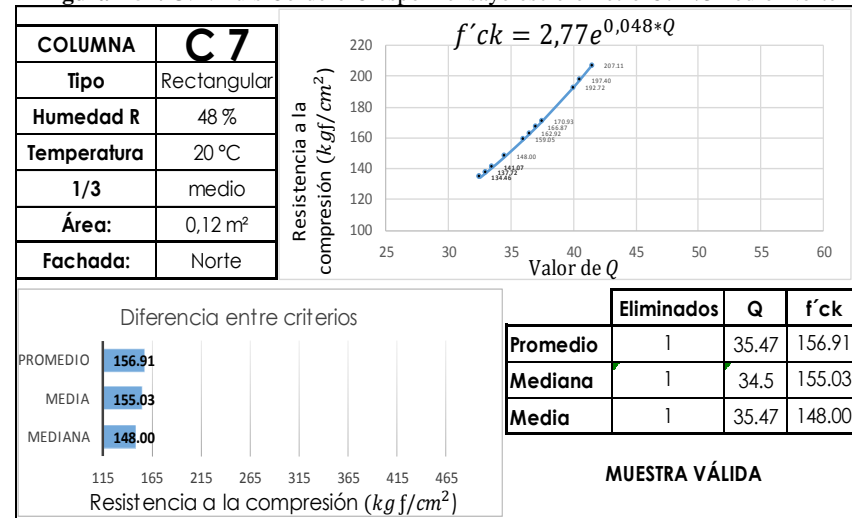 COLUMNA C 7
Tipo Rectangular
Humedad R 48 %
Temperatura 20 °C
1/3 medio
Área: 0,12 m²
Fachada: Norte
f´ck = 2,77e^{0,048*Q}
Resistencia a la
compresión (kgf/cm²)
220
200
180
160
140
120
100
207.11
197.40
192.72
170.93
166.87
162.92
159.05
148.00
141.07
137.72
134.46
25 30 35 40 45 50 55 60
Valor de Q
Diferencia entre criterios
PROMEDIO 156.91
MEDIA 155.03
MEDIANA 148.00
115 165 215 265 315 365 415 465
Resistencia a la compresión (kgf/cm²)
Eliminados Q f´ck
Promedio 1 35.47 156.91
Mediana 1 34.5 155.03
Media 1 35.47 148.00
MUESTRA VÁLIDA